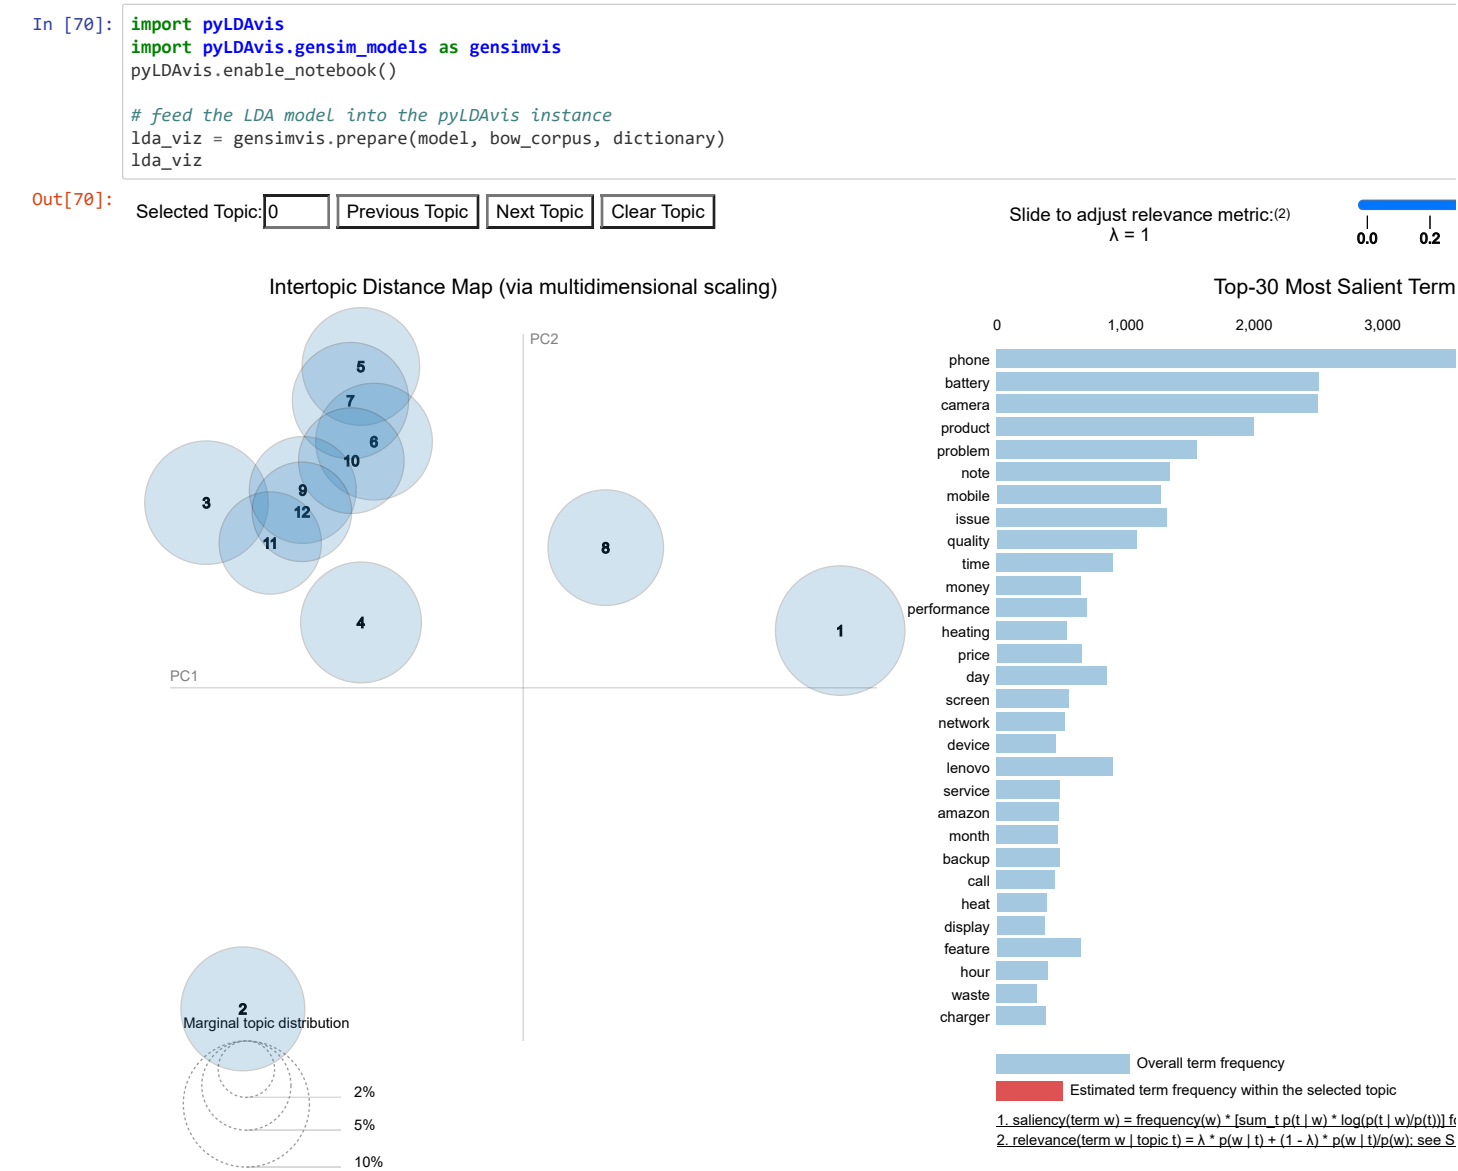 In [70]:
import pyLDAvis
import pyLDAvis.gensim_models as gensimvis
pyLDAvis.enable_notebook()
# feed the LDA model into the pyLDAvis instance
lda_viz = gensimvis.prepare(model, bow_corpus, dictionary)
lda_viz
Out[70]:
Selected Topic: 0 Previous Topic Next Topic Clear Topic
Slide to adjust relevance metric:(2)
λ = 1
0.0 0.2
Intertopic Distance Map (via multidimensional scaling)
PC2
5
7
6
10
9
3
12
11
8
4
1
PC1
2
Marginal topic distribution
2%
5%
10%
Top-30 Most Salient Term
0 1,000 2,000 3,000
phone
battery
camera
product
problem
note
mobile
issue
quality
time
money
performance
heating
price
day
screen
network
device
lenovo
service
amazon
month
backup
call
heat
display
feature
hour
waste
charger
Overall term frequency
Estimated term frequency within the selected topic
1. saliency(term w) = frequency(w) * [sum_t p(t | w) * log(p(t | w)/p(t))] fo
2. relevance(term w | topic t) = λ * p(w | t) + (1 - λ) * p(w | t)/p(w); see S